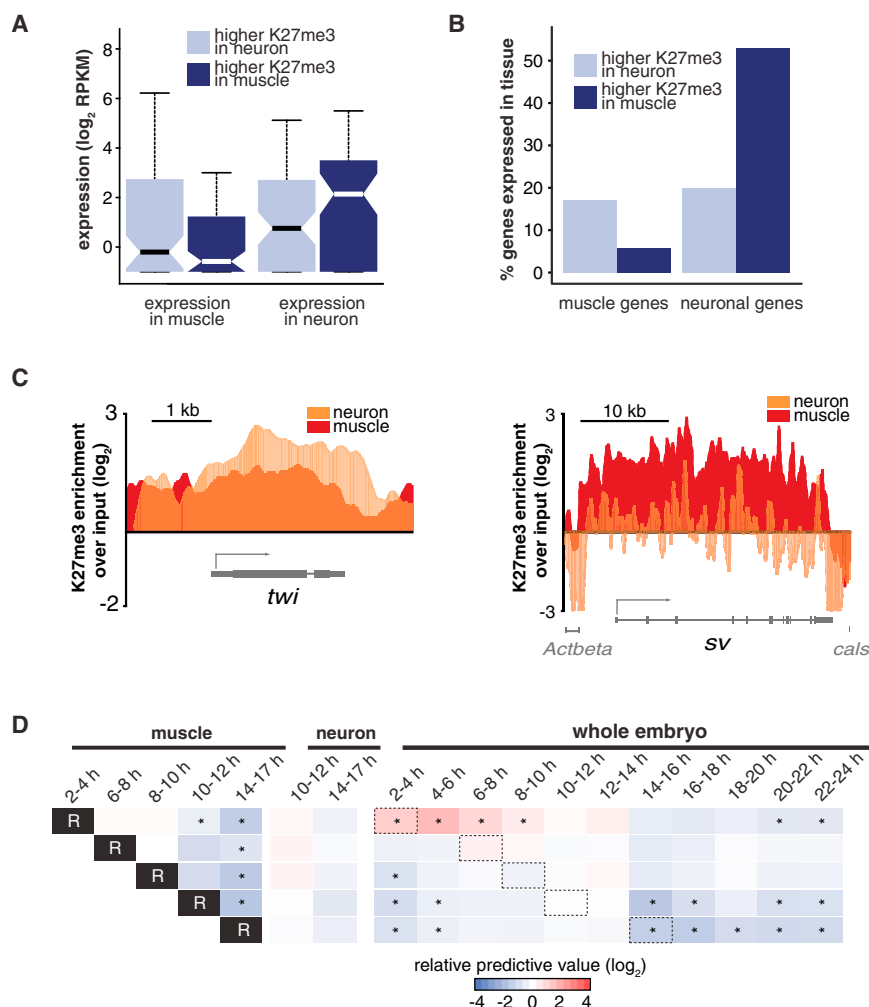 A
expression (log2 RPKM)
8
6
4
2
0
higher K27me3
in neuron
higher K27me3
in muscle
expression
in muscle
expression
in neuron
B
% genes expressed in tissue
50
40
30
20
10
0
higher K27me3
in neuron
higher K27me3
in muscle
muscle genes
neuronal genes
C
K27me3 enrichment
over input (log2)
3
-2
1 kb
neuron
muscle
twi
K27me3 enrichment
over input (log2)
3
-3
10 kb
neuron
muscle
Actbeta
sv
cals
D
muscle
neuron
whole embryo
2-4 h
6-8 h
8-10 h
10-12 h
14-17 h
10-12 h
14-17 h
2-4 h
4-6 h
6-8 h
8-10 h
10-12 h
12-14 h
14-16 h
16-18 h
18-20 h
20-22 h
22-24 h
R * * * * * * * *
R *
R * *
R * * * * * * *
R * * * * * * *
relative predictive value (log2)
-4 -2 0 2 4